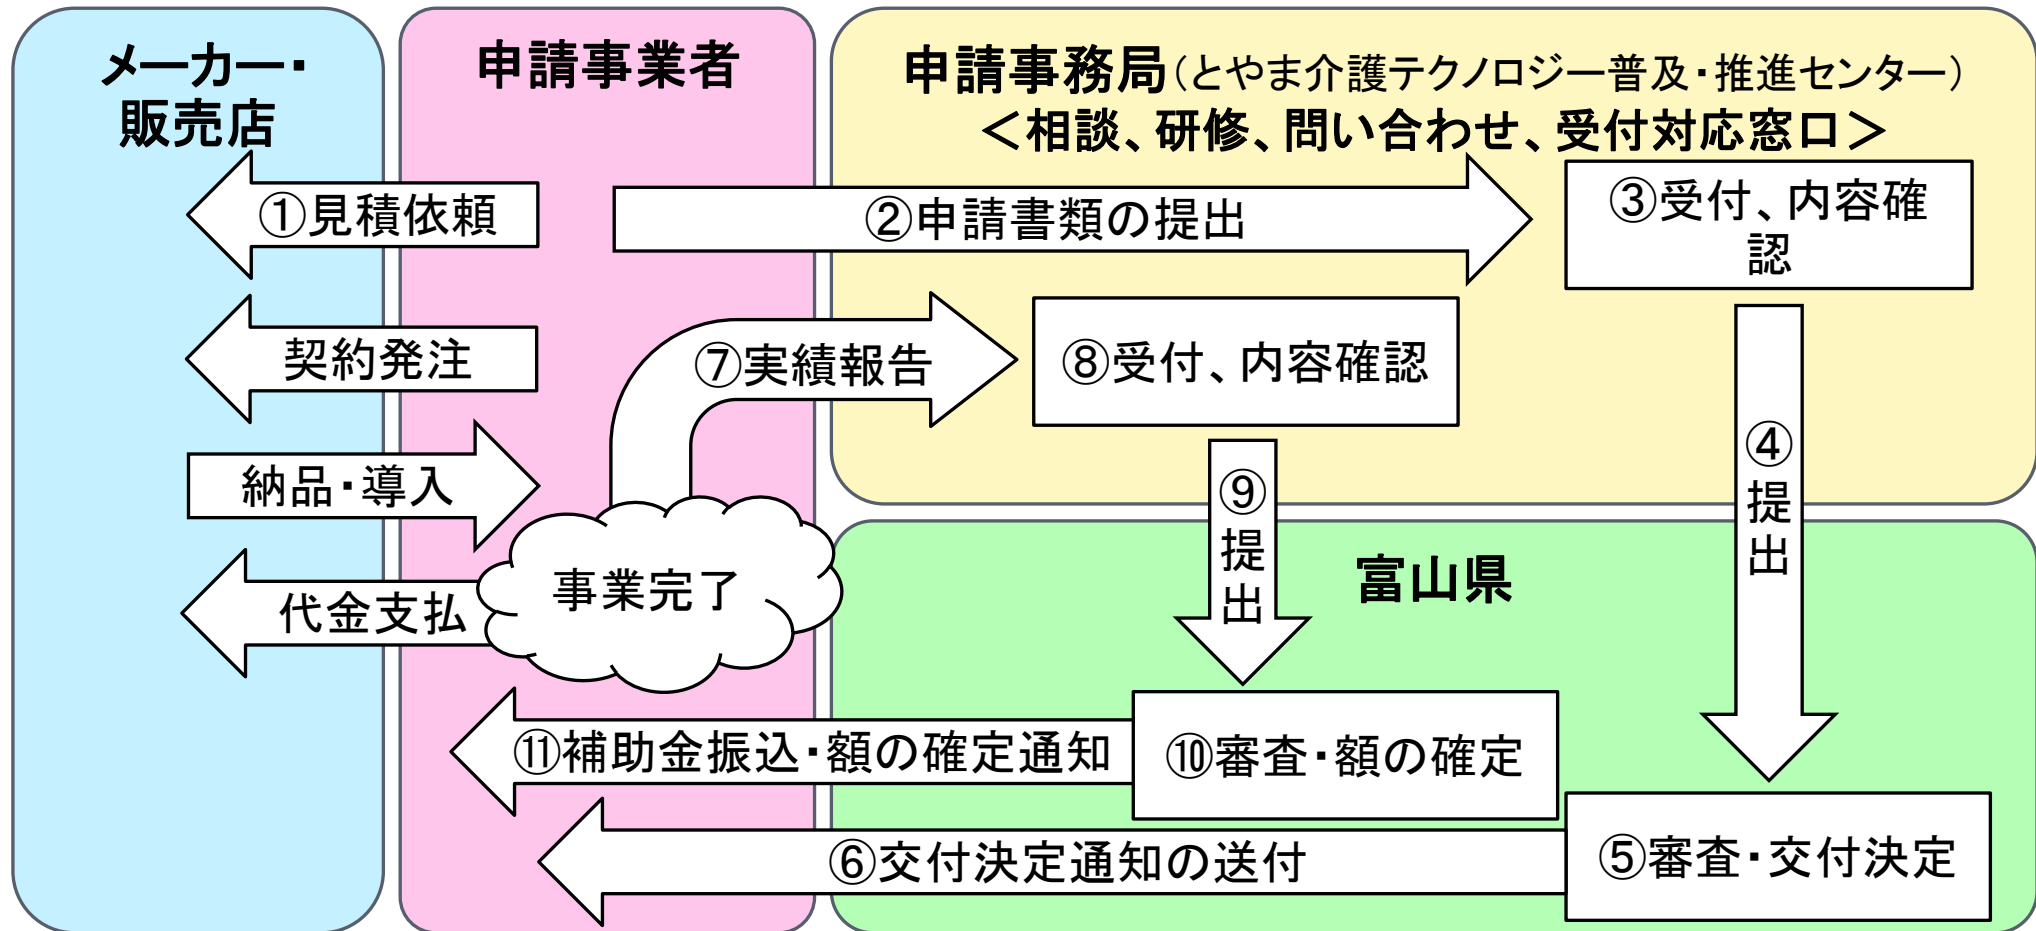 メーカー・
販売店
申請事業者
申請事務局（とやま介護テクノロジー普及・推進センター）
＜相談、研修、問い合わせ、受付対応窓口＞
①見積依頼
②申請書類の提出
③受付、内容確
認
契約発注
⑦実績報告
⑧受付、内容確認
納品・導入
⑨
提
出
④
提
出
事業完了
代金支払
富山県
⑪補助金振込・額の確定通知
⑩審査・額の確定
⑥交付決定通知の送付
⑤審査・交付決定